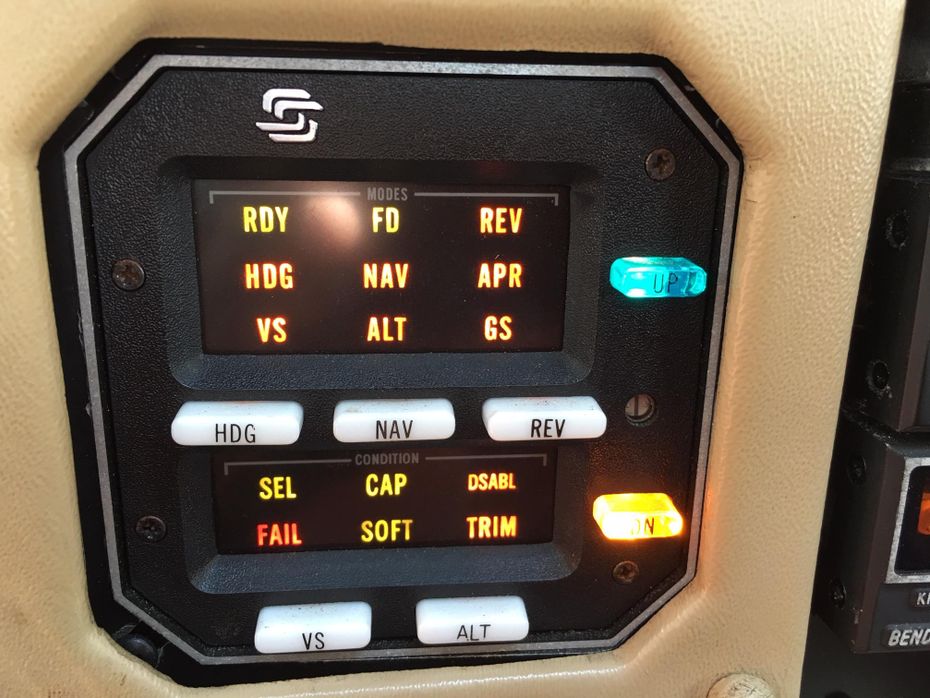 MODES
RDY FD REV
HDG NAV APR
UP
VS ALT GS
HDG NAV REV
CONDITION
SEL CAP DSABL
FAIL SOFT TRIM
DN
VS ALT